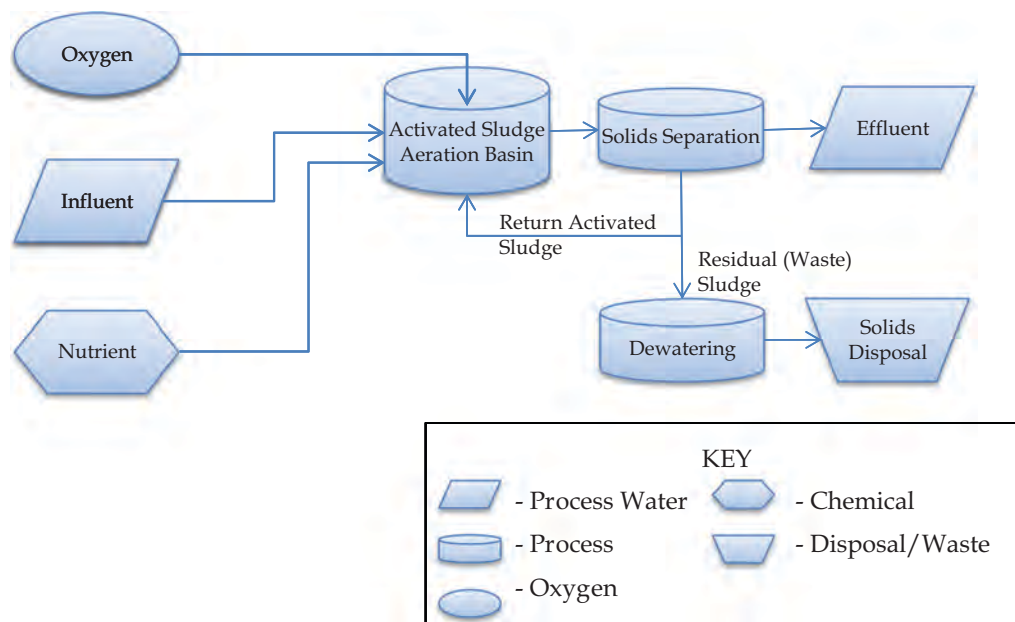 Oxygen
Influent
Nutrient
Activated Sludge
Aeration Basin
Solids Separation
Effluent
Return Activated
Sludge
Residual (Waste)
Sludge
Dewatering
Solids
Disposal
KEY
- Process Water
- Chemical
- Process
- Disposal/Waste
- Oxygen